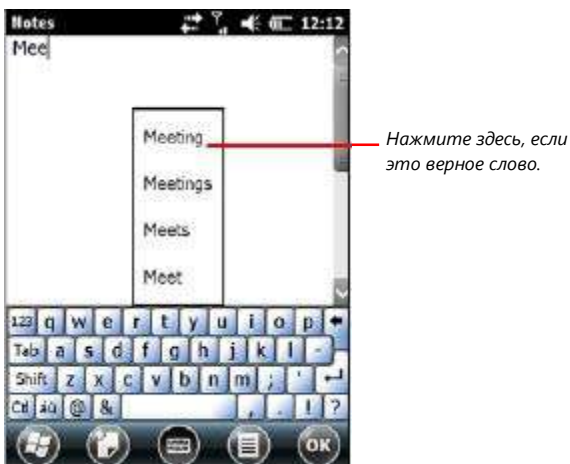 Notes 12:12
Mee
Meeting
Нажмите здесь, если
это верное слово.
Meetings
Meets
Meet
123 q w e r t y u i o p
Tab a s d f g h j k l -
Shift z x c v b n m ; '
Ctl áü @ & , . ! ?
OK